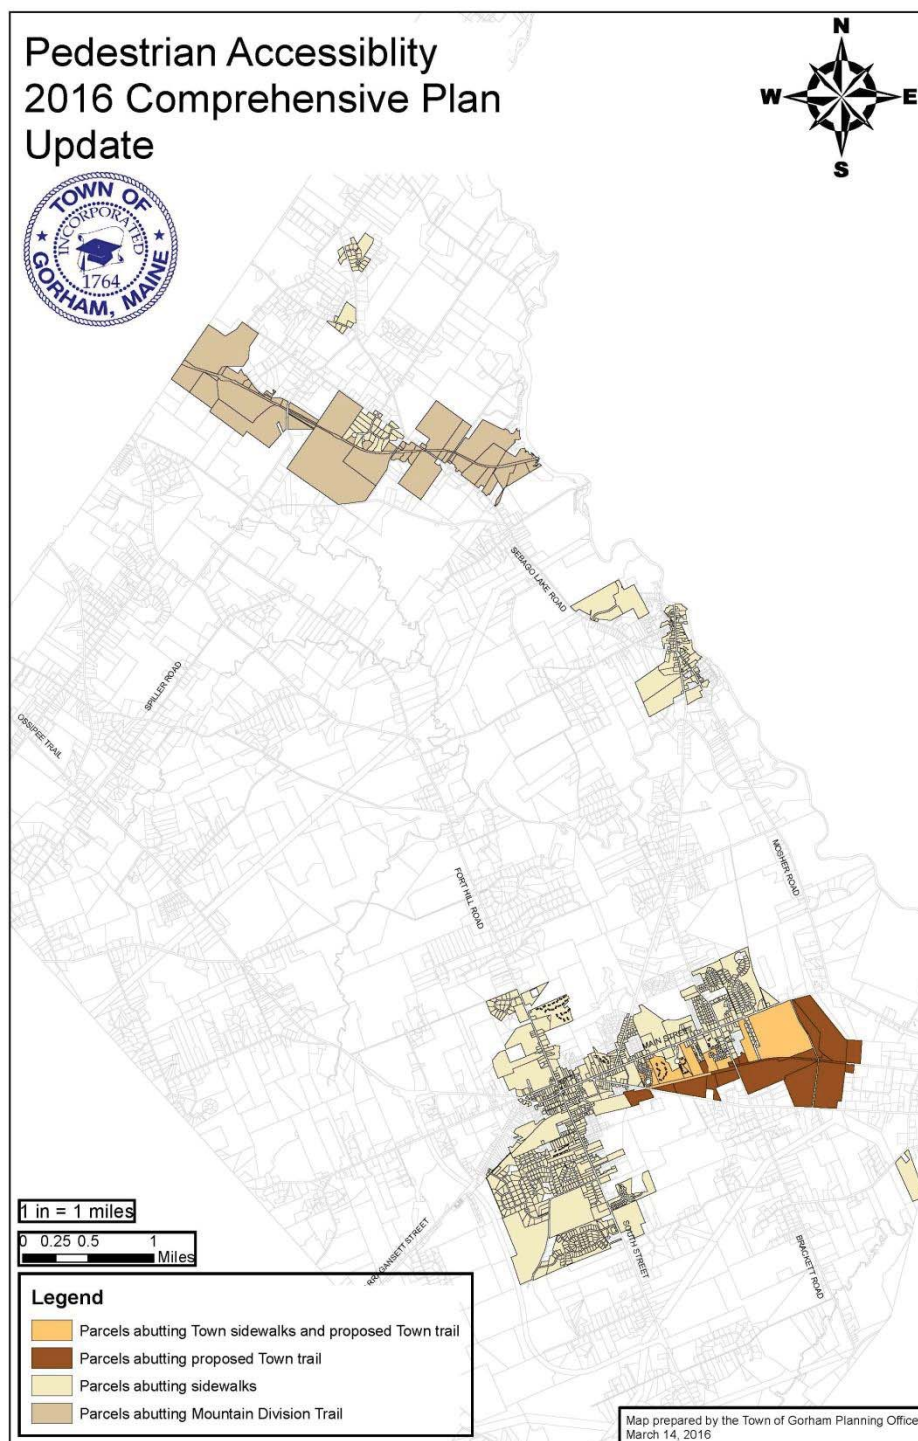 Pedestrian Accessiblity
2016 Comprehensive Plan
Update
N
W
E
S
TOWN OF
INCORPORATED
1764
GORHAM, MAINE
SEBAGO LAKE ROAD
SPILLER ROAD
OSSIPEE TRAIL
MOSHER ROAD
FORT HILL ROAD
MAIN STREET
SOUTH STREET
BRACKETT ROAD
RRAGANSETT STREET
1 in = 1 miles
0 0.25 0.5 1
Miles
Legend
Parcels abutting Town sidewalks and proposed Town trail
Parcels abutting proposed Town trail
Parcels abutting sidewalks
Parcels abutting Mountain Division Trail
Map prepared by the Town of Gorham Planning Office
March 14, 2016